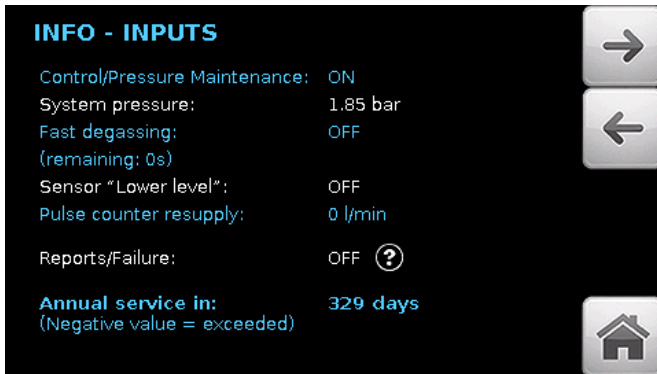 INFO - INPUTS
Control/Pressure Maintenance: ON
System pressure: 1.85 bar
Fast degassing: OFF
(remaining: 0s)
Sensor “Lower level”: OFF
Pulse counter resupply: 0 l/min
Reports/Failure: OFF ?
Annual service in: 329 days
(Negative value = exceeded)